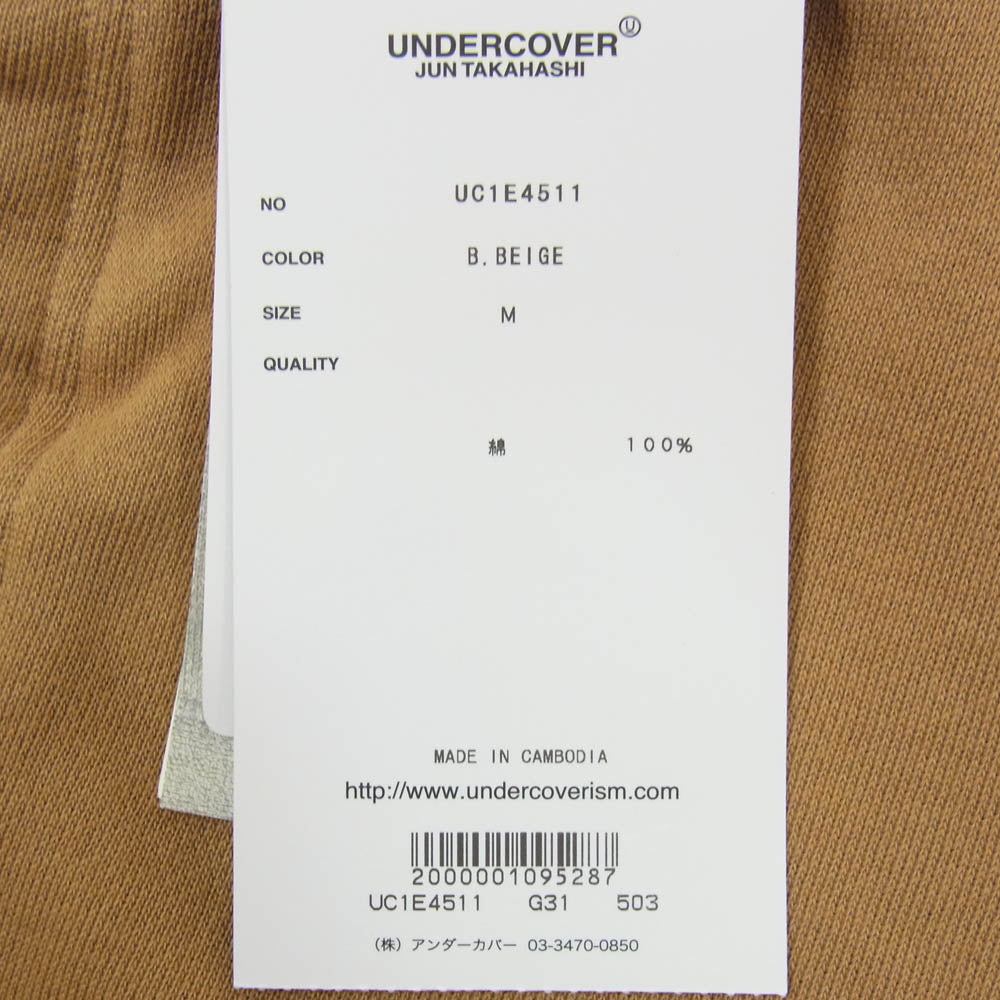 UNDERCOVER Ⓤ
JUN TAKAHASHI
NO UC1E4511
COLOR B.BEIGE
SIZE M
QUALITY
綿 100%
MADE IN CAMBODIA
http://www.undercoverism.com
2000001095287
UC1E4511 G31 503
(株) アンダーカバー 03-3470-0850